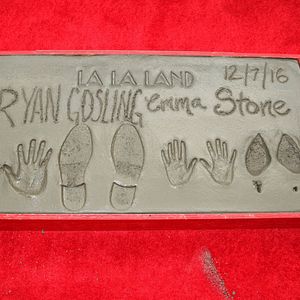 LA LA LAND 12/7/16
RYAN GOSLING emma Stone